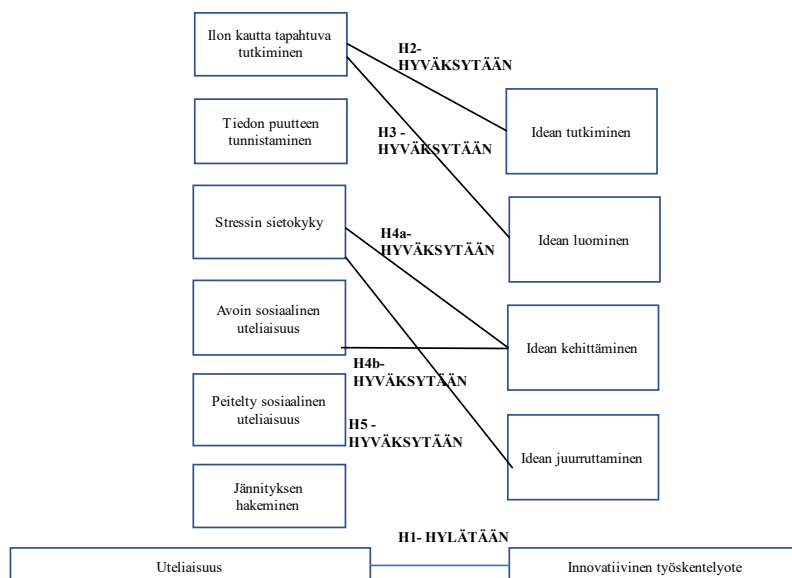 Ilon kautta tapahtuva
tutkiminen
H2-
HYVÄKSYTÄÄN
Tiedon puutteen
tunnistaminen
H3 -
HYVÄKSYTÄÄN
Idean tutkiminen
Stressin sietokyky
H4a-
HYVÄKSYTÄÄN
Idean luominen
Avoin sosiaalinen
uteliaisuus
Idean kehittäminen
H4b-
HYVÄKSYTÄÄN
Peitelty sosiaalinen
uteliaisuus
H5 -
HYVÄKSYTÄÄN
Idean juurruttaminen
Jännityksen
hakeminen
H1- HYLÄTÄÄN
Uteliaisuus
Innovatiivinen työskentelyote